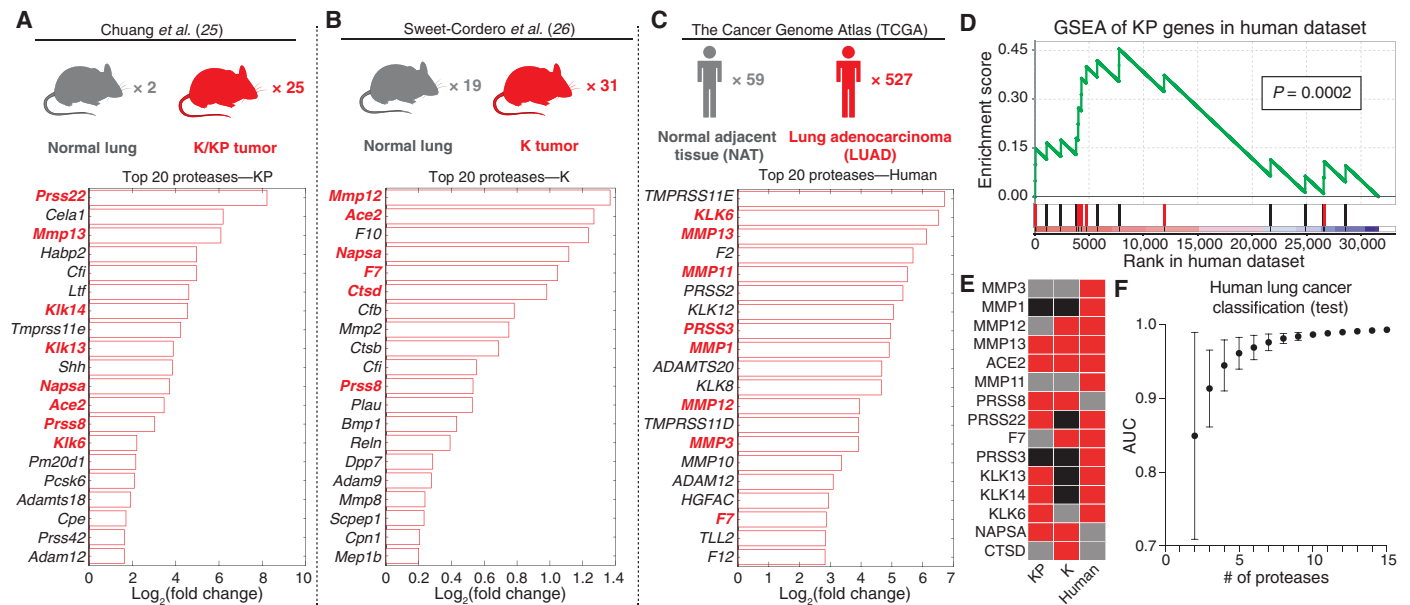 A
Chuang et al. (25)
× 2
× 25
Normal lung
K/KP tumor
Top 20 proteases—KP
Prss22
Cela1
Mmp13
Habp2
Cfi
Ltf
Klk14
Tmprss11e
Klk13
Shh
Napsa
Ace2
Prss8
Klk6
Pm20d1
Pcsk6
Adamts18
Cpe
Prss42
Adam12
0 2 4 6 8 10
Log2(fold change)
B
Sweet-Cordero et al. (26)
× 19
× 31
Normal lung
K tumor
Top 20 proteases—K
Mmp12
Ace2
F10
Napsa
F7
Ctsd
Cfb
Mmp2
Ctsb
Cfi
Prss8
Plau
Bmp1
Reln
Dpp7
Adam9
Mmp8
Scpep1
Cpn1
Mep1b
0 0.2 0.4 0.6 0.8 1.0 1.2 1.4
Log2(fold change)
C
The Cancer Genome Atlas (TCGA)
× 59
× 527
Normal adjacent
tissue (NAT)
Lung adenocarcinoma
(LUAD)
Top 20 proteases—Human
TMPRSS11E
KLK6
MMP13
F2
MMP11
PRSS2
KLK12
PRSS3
MMP1
ADAMTS20
KLK8
MMP12
TMPRSS11D
MMP3
MMP10
ADAM12
HGFAC
F7
TLL2
F12
0 1 2 3 4 5 6 7
Log2(fold change)
D
GSEA of KP genes in human dataset
Enrichment score
0.45
0.30
0.15
0.00
P = 0.0002
0 5000 10,000 15,000 20,000 25,000 30,000
Rank in human dataset
E
MMP3
MMP1
MMP12
MMP13
ACE2
MMP11
PRSS8
PRSS22
F7
PRSS3
KLK13
KLK14
KLK6
NAPSA
CTSD
KP
K
Human
F
Human lung cancer
classification (test)
AUC
1.0
0.9
0.8
0.7
0 5 10 15
# of proteases